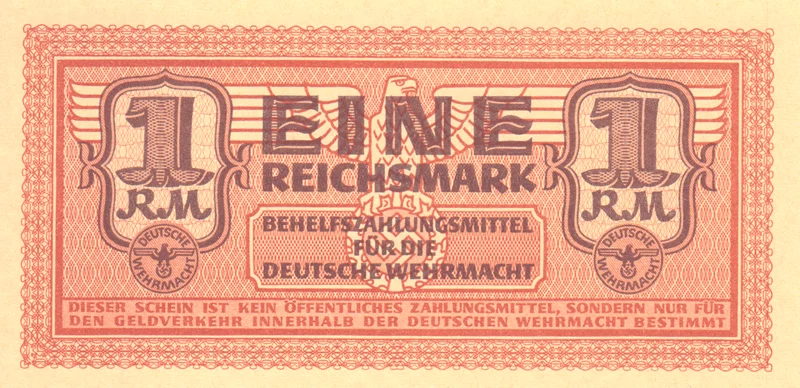 1 RM
EINE
REICHSMARK
1 RM
BEHELFSZAHLUNGSMITTEL
FÜR DIE
DEUTSCHE WEHRMACHT
DEUTSCHE
WEHRMACHT
DEUTSCHE
WEHRMACHT
DIESER SCHEIN IST KEIN ÖFFENTLICHES ZAHLUNGSMITTEL, SONDERN NUR FÜR
DEN GELDVERKEHR INNERHALB DER DEUTSCHEN WEHRMACHT BESTIMMT